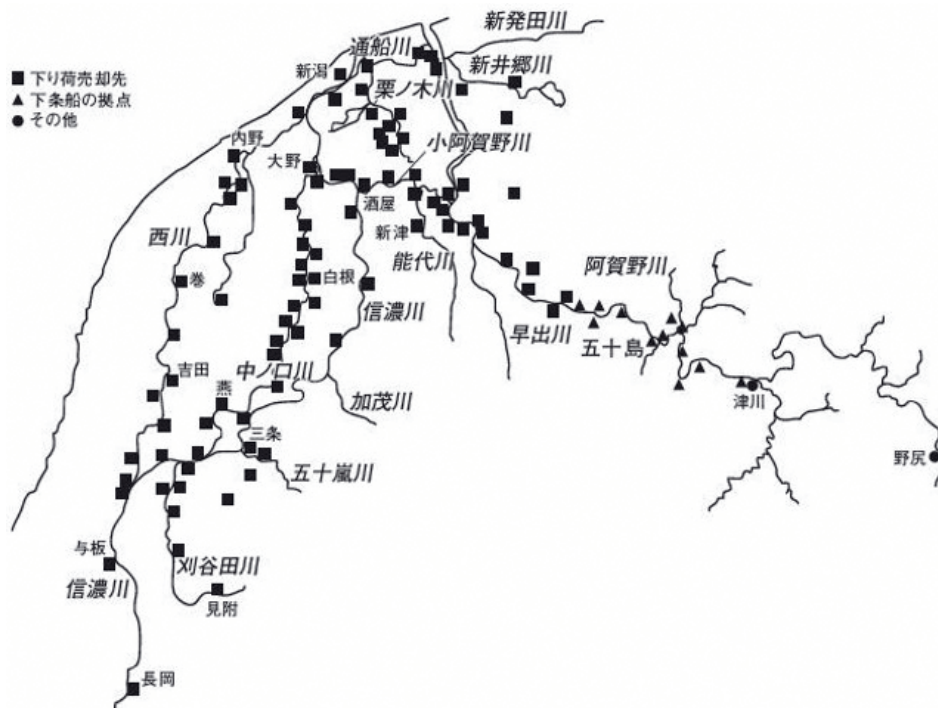 新発田川
通船川
新井郷川
新潟
■下り荷売却先
▲下条船の拠点
●その他
栗ノ木川
内野
大野
小阿賀野川
酒屋
新津
西川
能代川
阿賀野川
巻
白根
信濃川
早出川
五十島
吉田
中ノ口川
燕
加茂川
津川
三条
野尻
五十嵐川
与板
刈谷田川
信濃川
見附
長岡